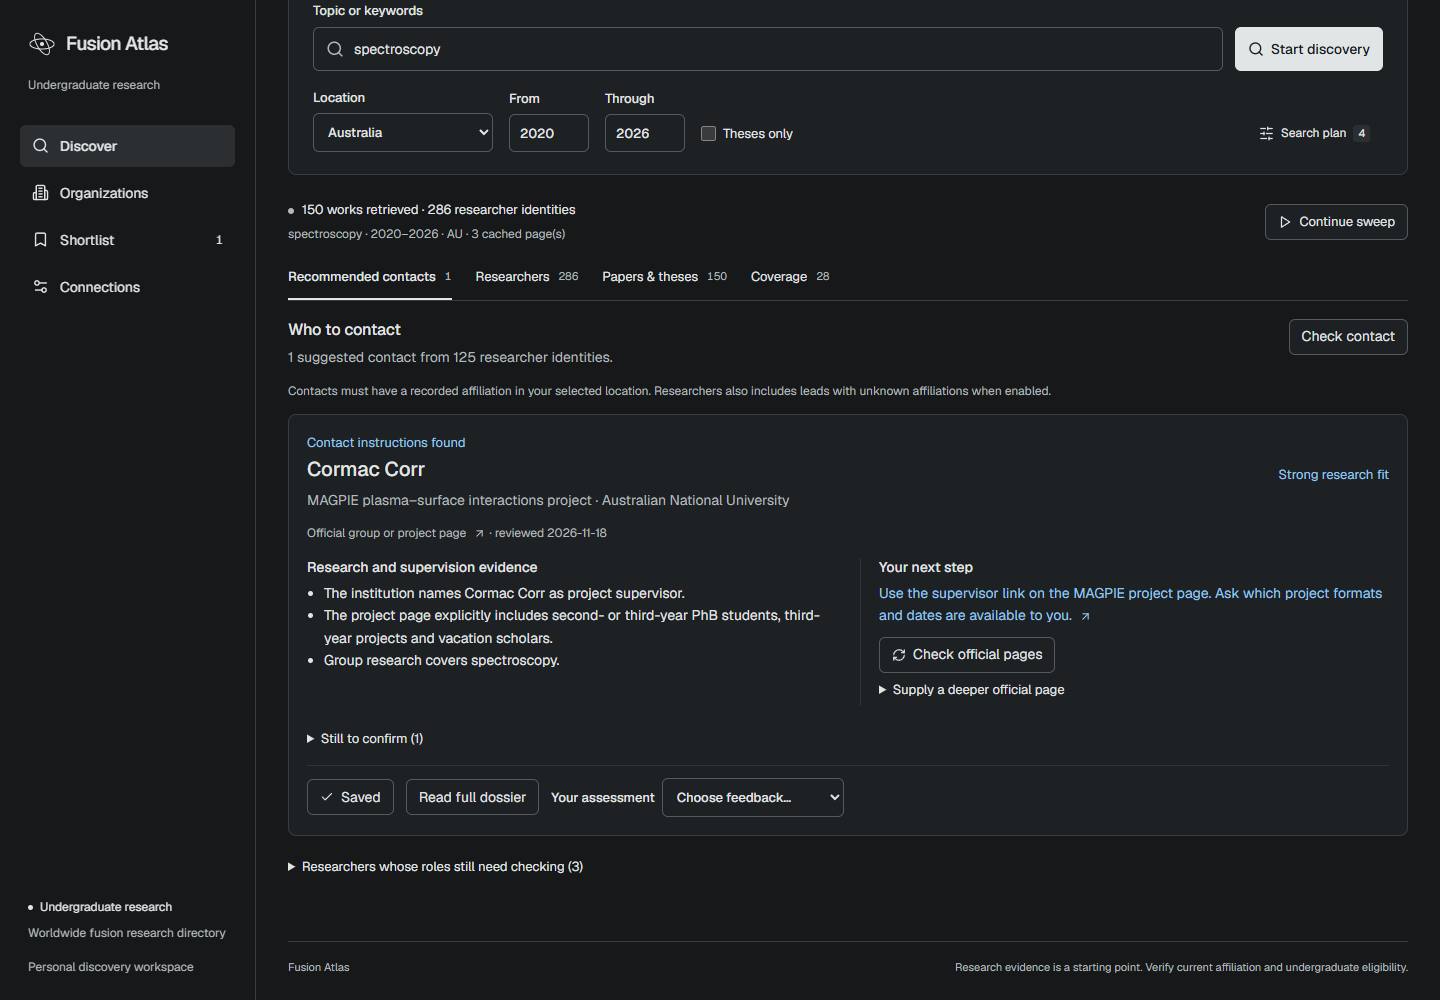 Fusion Atlas
Undergraduate research
Discover
Organizations
Shortlist 1
Connections
Undergraduate research
Worldwide fusion research directory
Personal discovery workspace
Topic or keywords
spectroscopy
Start discovery
Location
From
Through
Australia
2020
2026
Theses only
Search plan 4
150 works retrieved · 286 researcher identities
spectroscopy · 2020–2026 · AU · 3 cached page(s)
Continue sweep
Recommended contacts 1
Researchers 286
Papers & theses 150
Coverage 28
Who to contact
1 suggested contact from 125 researcher identities.
Check contact
Contacts must have a recorded affiliation in your selected location. Researchers also includes leads with unknown affiliations when enabled.
Contact instructions found
Cormac Corr
Strong research fit
MAGPIE plasma–surface interactions project · Australian National University
Official group or project page · reviewed 2026-11-18
Research and supervision evidence
The institution names Cormac Corr as project supervisor.
The project page explicitly includes second- or third-year PhB students, third-
year projects and vacation scholars.
Group research covers spectroscopy.
Your next step
Use the supervisor link on the MAGPIE project page. Ask which project formats
and dates are available to you.
Check official pages
Supply a deeper official page
Still to confirm (1)
Saved
Read full dossier
Your assessment
Choose feedback...
Researchers whose roles still need checking (3)
Fusion Atlas
Research evidence is a starting point. Verify current affiliation and undergraduate eligibility.